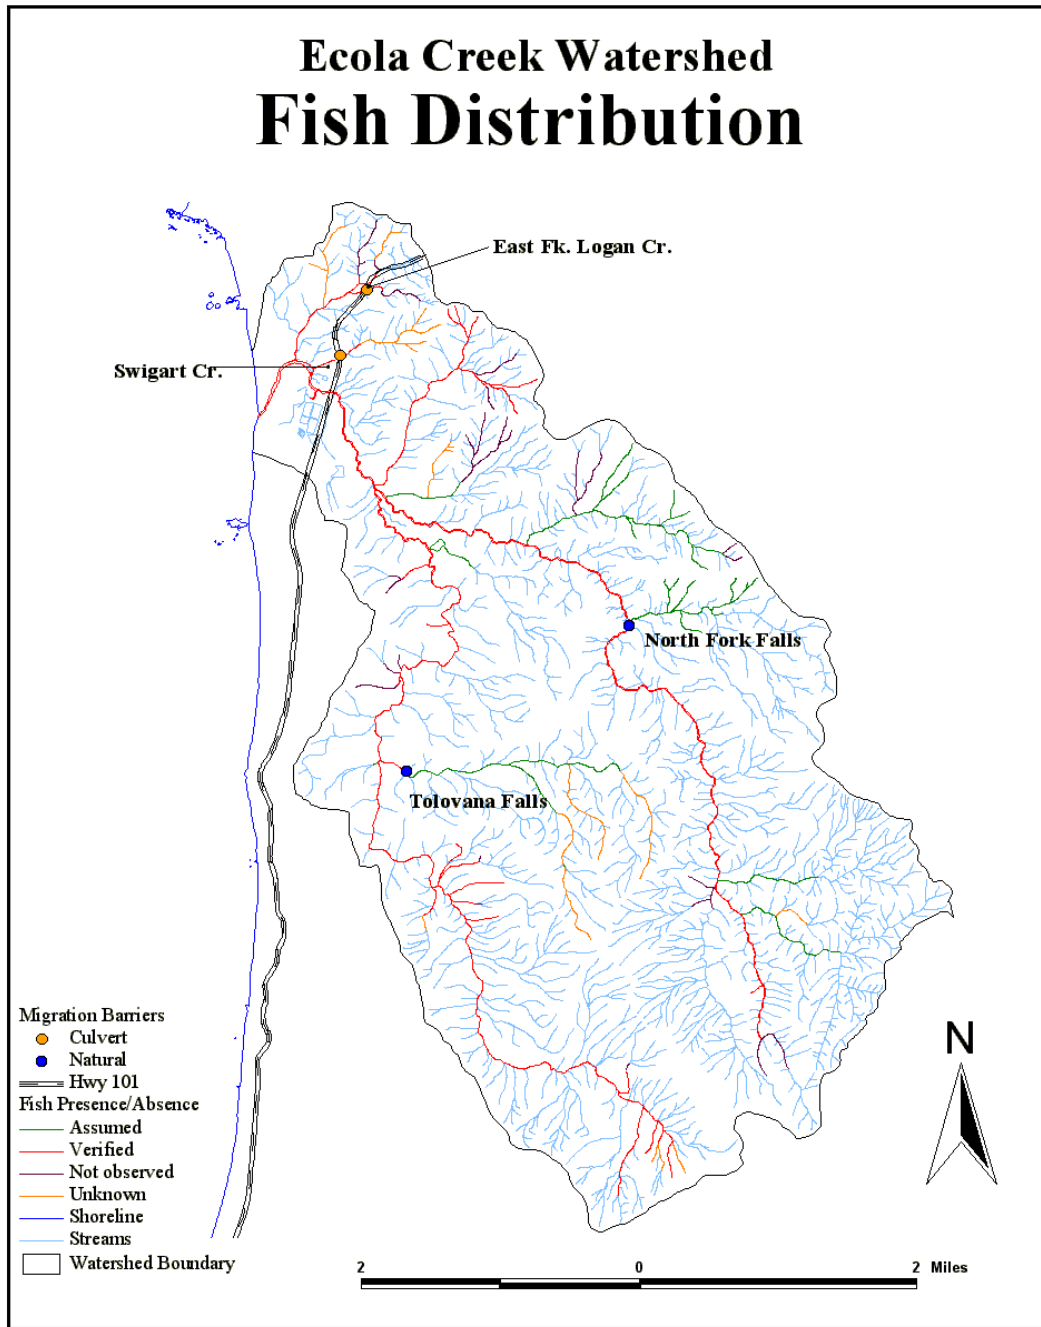 Ecola Creek Watershed
Fish Distribution
East Fk. Logan Cr.
Swigart Cr.
North Fork Falls
Tolovana Falls
Migration Barriers
Culvert
Natural
Hwy 101
Fish Presence/Absence
Assumed
Verified
Not observed
Unknown
Shoreline
Streams
Watershed Boundary
N
2 0 2 Miles